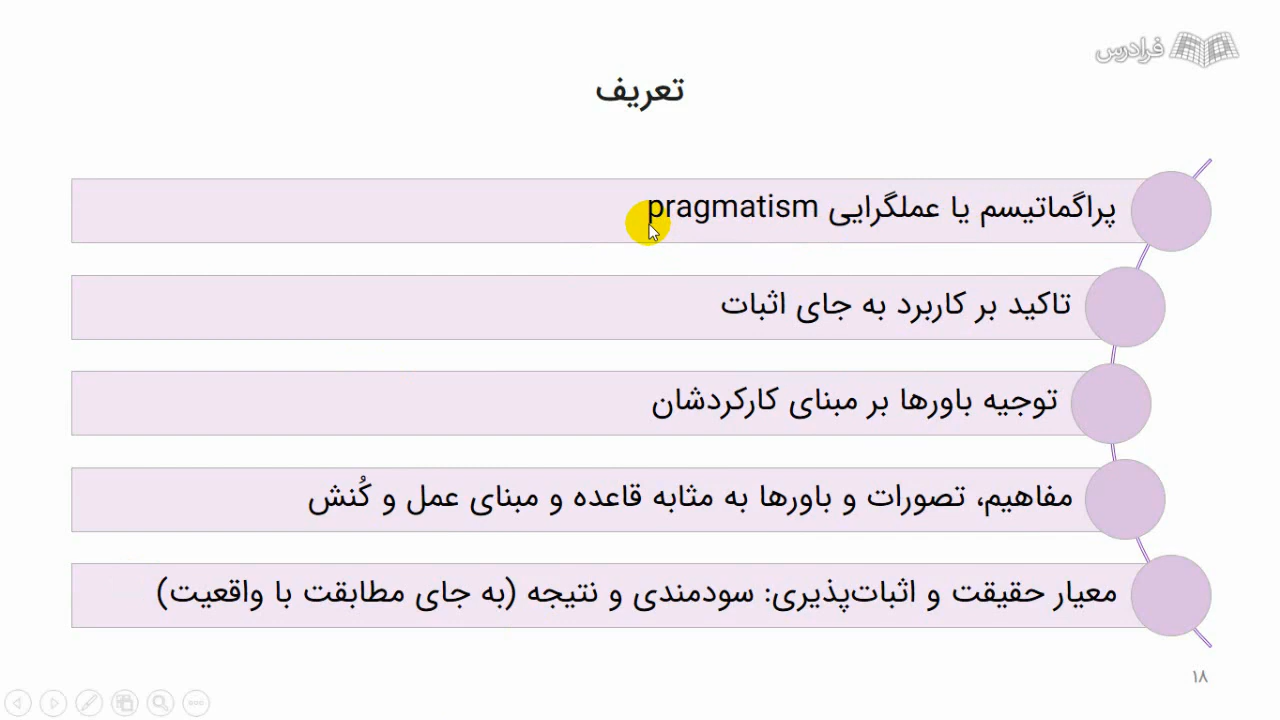 فرادرس
تعریف
پراگماتیسم یا عملگرایی pragmatism
تاکید بر کاربرد به جای اثبات
توجیه باورها بر مبنای کارکردشان
مفاهیم، تصورات و باورها به مثابه قاعده و مبنای عمل و کُنش
معیار حقیقت و اثبات‌پذیری: سودمندی و نتیجه (به جای مطابقت با واقعیت)
۱۸